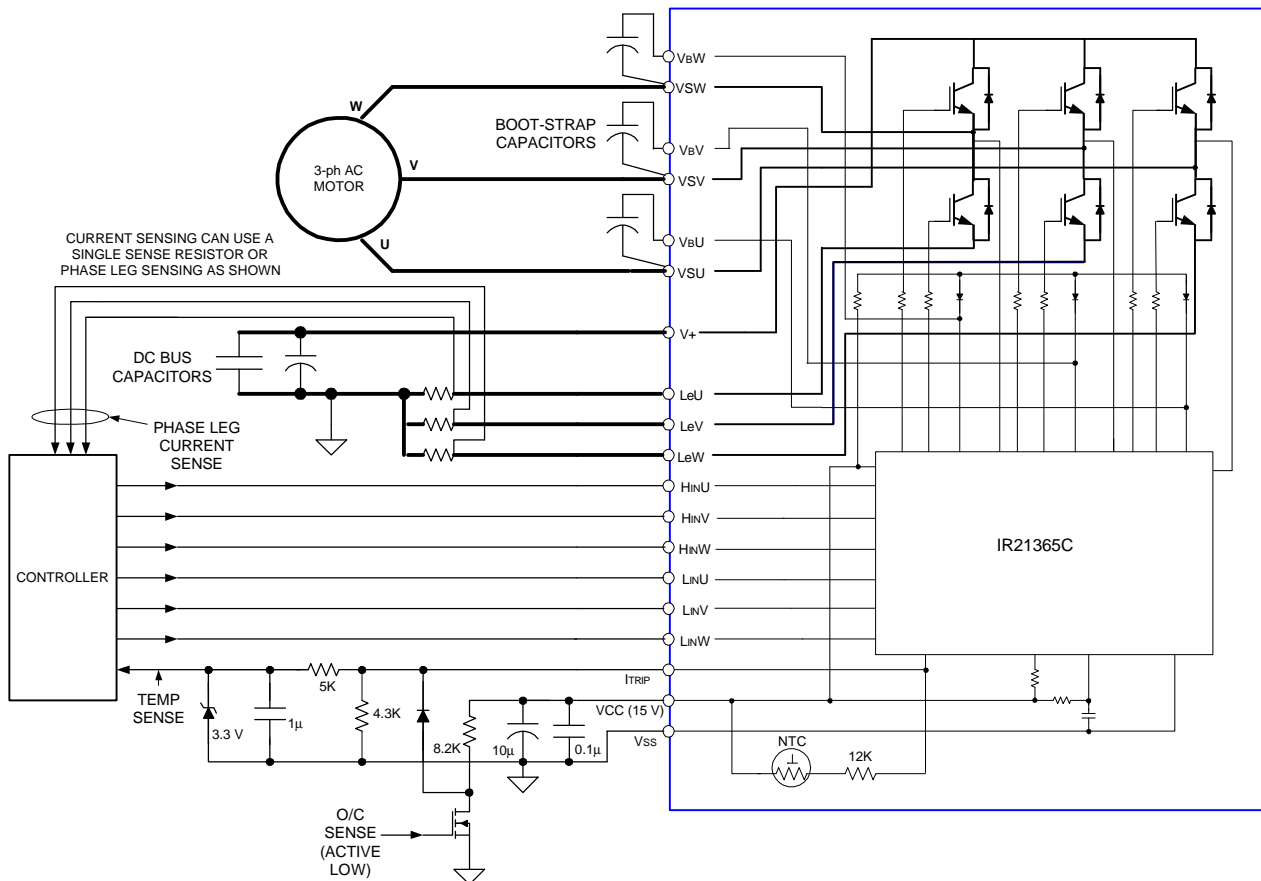 VBW
W
VSW
BOOT-STRAP
CAPACITORS
VBV
3-ph AC
MOTOR
V
VSV
CURRENT SENSING CAN USE A
SINGLE SENSE RESISTOR OR
PHASE LEG SENSING AS SHOWN
U
VBU
VSU
V+
DC BUS
CAPACITORS
LeU
PHASE LEG
CURRENT
SENSE
LeV
LeW
HINU
HINV
HINW
IR21365C
CONTROLLER
LINU
LINV
LINW
TEMP
SENSE
5K
ITRIP
3.3 V
1µ
4.3K
8.2K
10µ
0.1µ
VCC (15 V)
VSS
NTC
12K
O/C
SENSE
(ACTIVE
LOW)